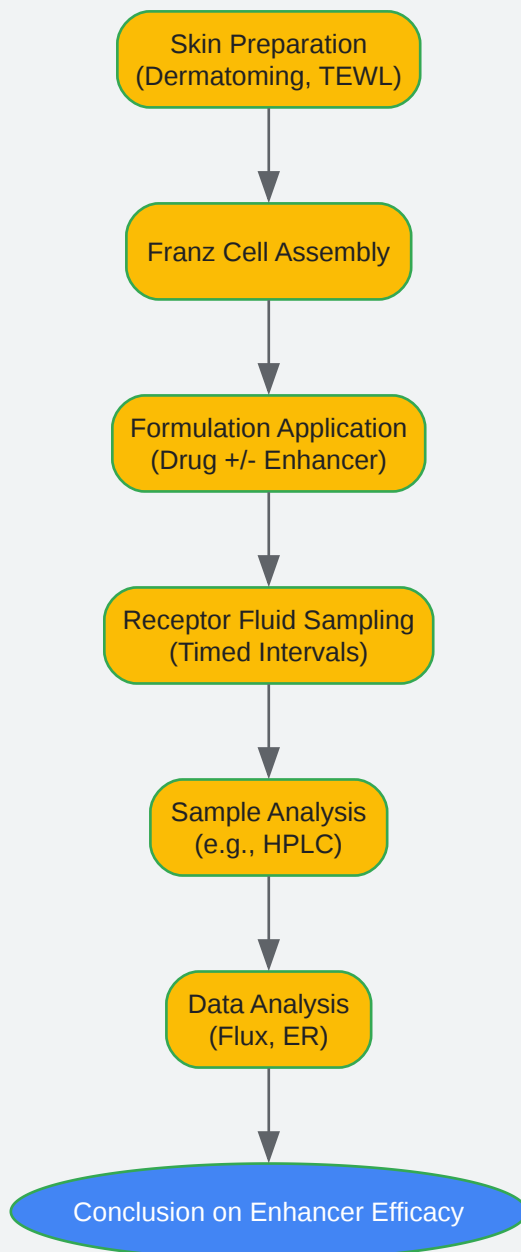 Skin Preparation
(Dermatoming, TEWL)
Franz Cell Assembly
Formulation Application
(Drug +/- Enhancer)
Receptor Fluid Sampling
(Timed Intervals)
Sample Analysis
(e.g., HPLC)
Data Analysis
(Flux, ER)
Conclusion on Enhancer Efficacy